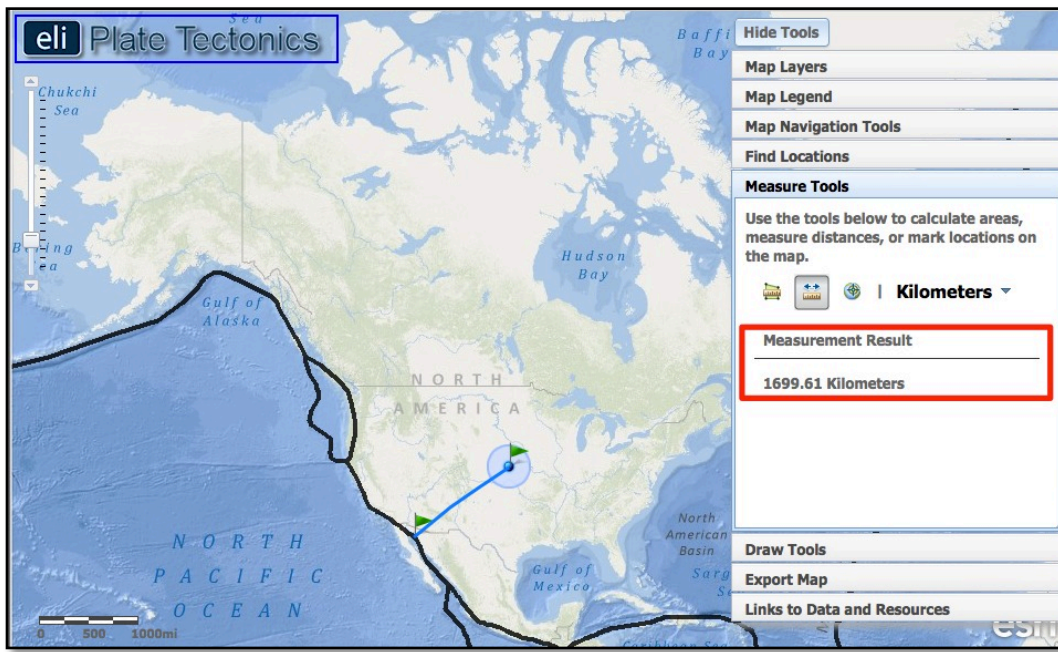 eli Plate Tectonics
Sea
Chukchi
Sea
Baffi
Bay
Hide Tools
Map Layers
Map Legend
Map Navigation Tools
Find Locations
Measure Tools
Use the tools below to calculate areas,
measure distances, or mark locations on
the map.
| Kilometers
Measurement Result
1699.61 Kilometers
Hudson
Bay
Gulf of
Alaska
NORTH
AMERICA
North
American
Basin
Sarg
Gulf of
Mexico
NORTH
PACIFIC
OCEAN
0 500 1000mi
Draw Tools
Export Map
Links to Data and Resources
esri